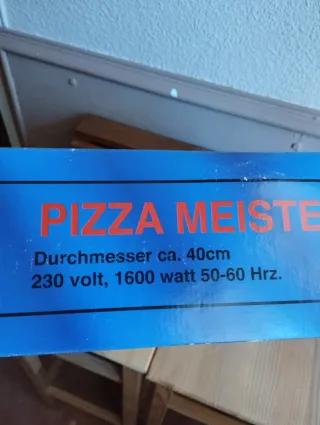 PIZZA MEISTE
Durchmesser ca. 40cm
230 volt, 1600 watt 50-60 Hrz.